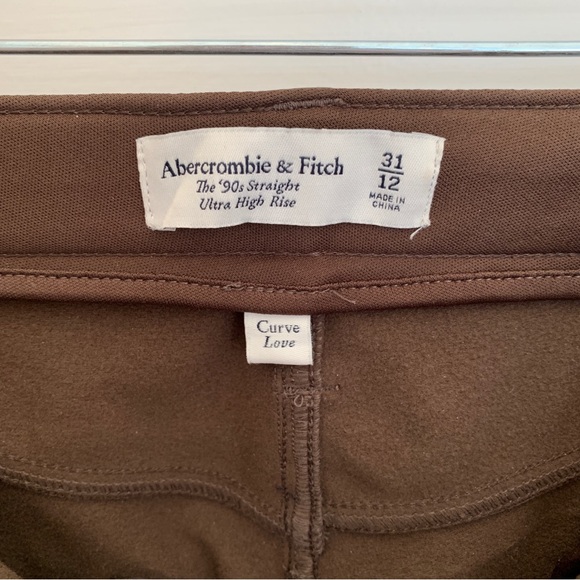 Abercrombie & Fitch
The ‘90s Straight
Ultra High Rise
31
12
MADE IN
CHINA
Curve
Love